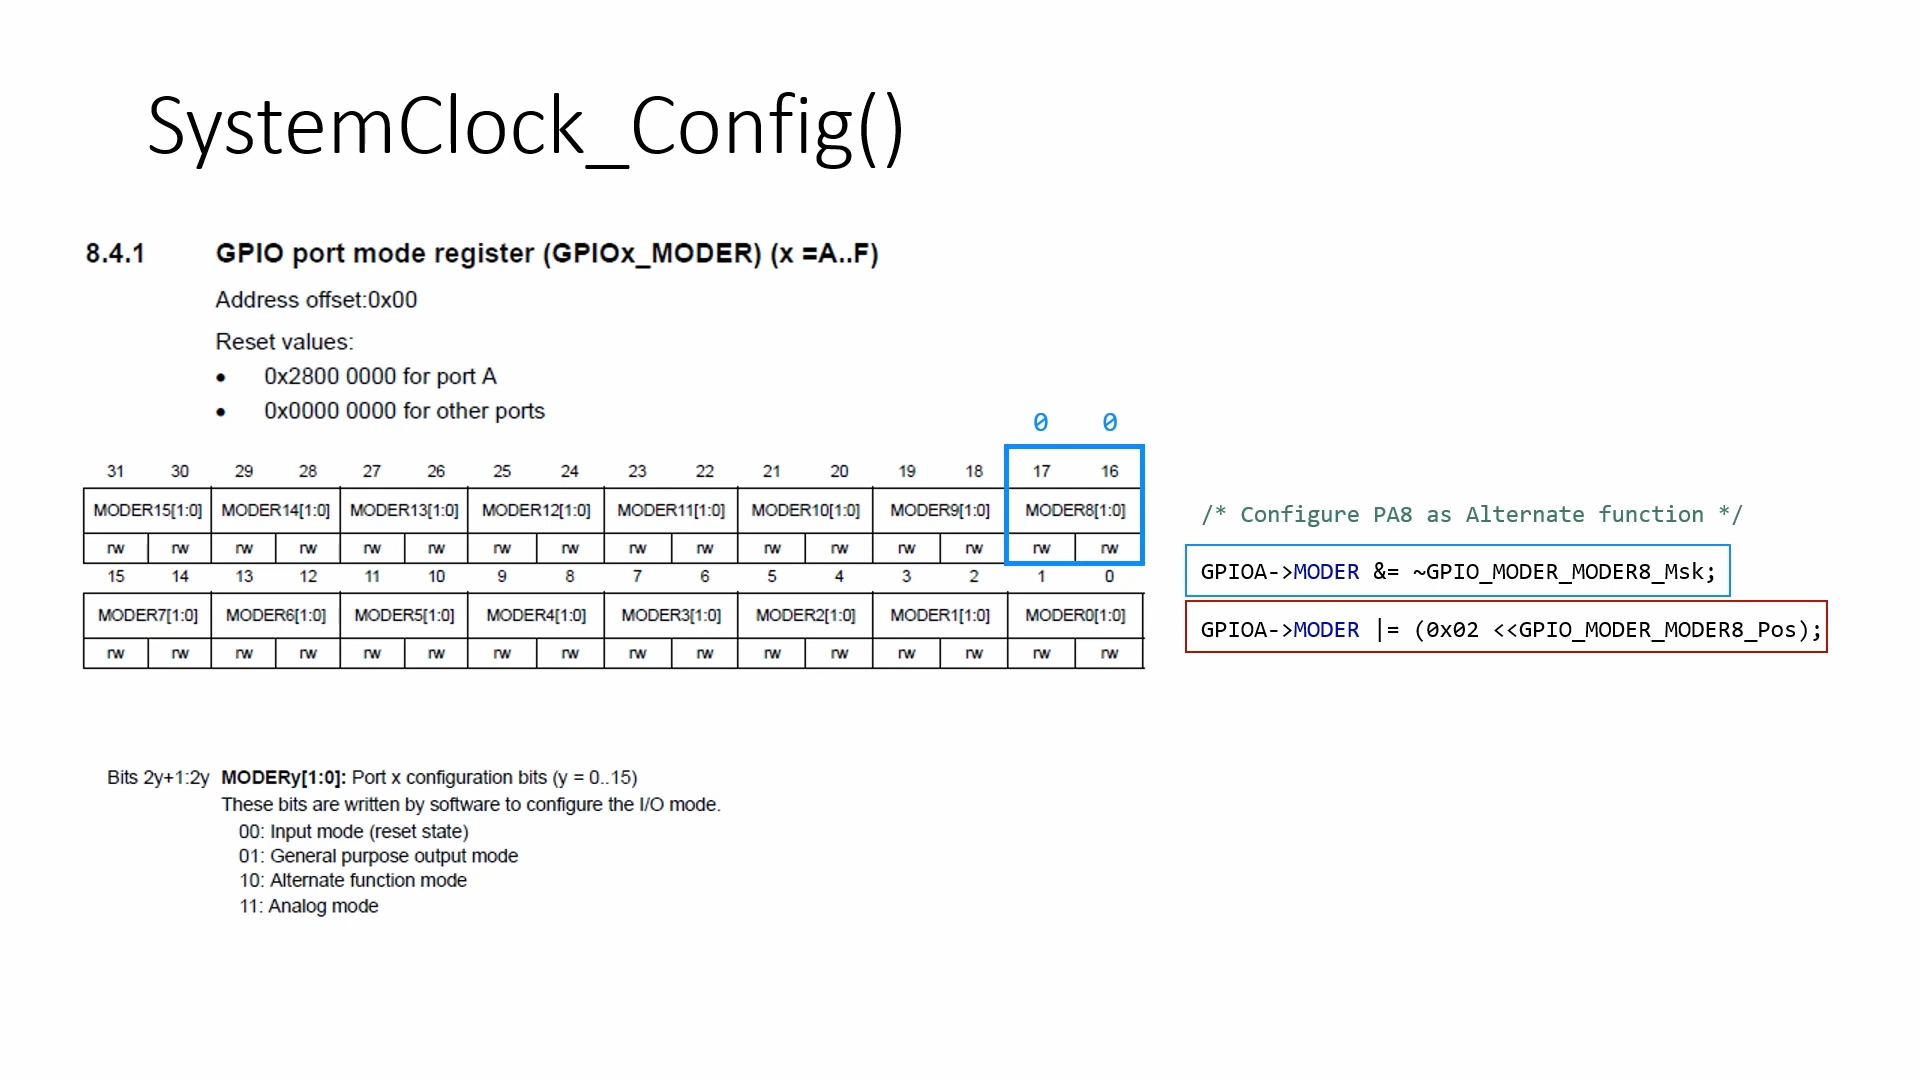 SystemClock_Config()
8.4.1 GPIO port mode register (GPIOx_MODER) (x =A..F)
Address offset:0x00
Reset values:
• 0x2800 0000 for port A
• 0x0000 0000 for other ports
0 0
31 30 29 28 27 26 25 24 23 22 21 20 19 18 17 16
MODER15[1:0] MODER14[1:0] MODER13[1:0] MODER12[1:0] MODER11[1:0] MODER10[1:0] MODER9[1:0] MODER8[1:0]
rw rw rw rw rw rw rw rw rw rw rw rw rw rw rw rw
15 14 13 12 11 10 9 8 7 6 5 4 3 2 1 0
MODER7[1:0] MODER6[1:0] MODER5[1:0] MODER4[1:0] MODER3[1:0] MODER2[1:0] MODER1[1:0] MODER0[1:0]
rw rw rw rw rw rw rw rw rw rw rw rw rw rw rw rw
/* Configure PA8 as Alternate function */
GPIOA->MODER &= ~GPIO_MODER_MODER8_Msk;
GPIOA->MODER |= (0x02 <<GPIO_MODER_MODER8_Pos);
Bits 2y+1:2y MODERy[1:0]: Port x configuration bits (y = 0..15)
These bits are written by software to configure the I/O mode.
00: Input mode (reset state)
01: General purpose output mode
10: Alternate function mode
11: Analog mode